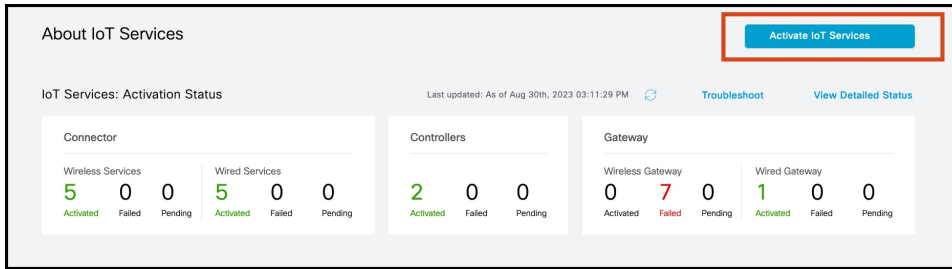 About IoT Services
Activate IoT Services
IoT Services: Activation Status
Last updated: As of Aug 30th, 2023 03:11:29 PM
Troubleshoot
View Detailed Status
Connector
Wireless Services
5 0 0
Activated Failed Pending
Wired Services
5 0 0
Activated Failed Pending
Controllers
2 0 0
Activated Failed Pending
Gateway
Wireless Gateway
0 7 0
Activated Failed Pending
Wired Gateway
1 0 0
Activated Failed Pending